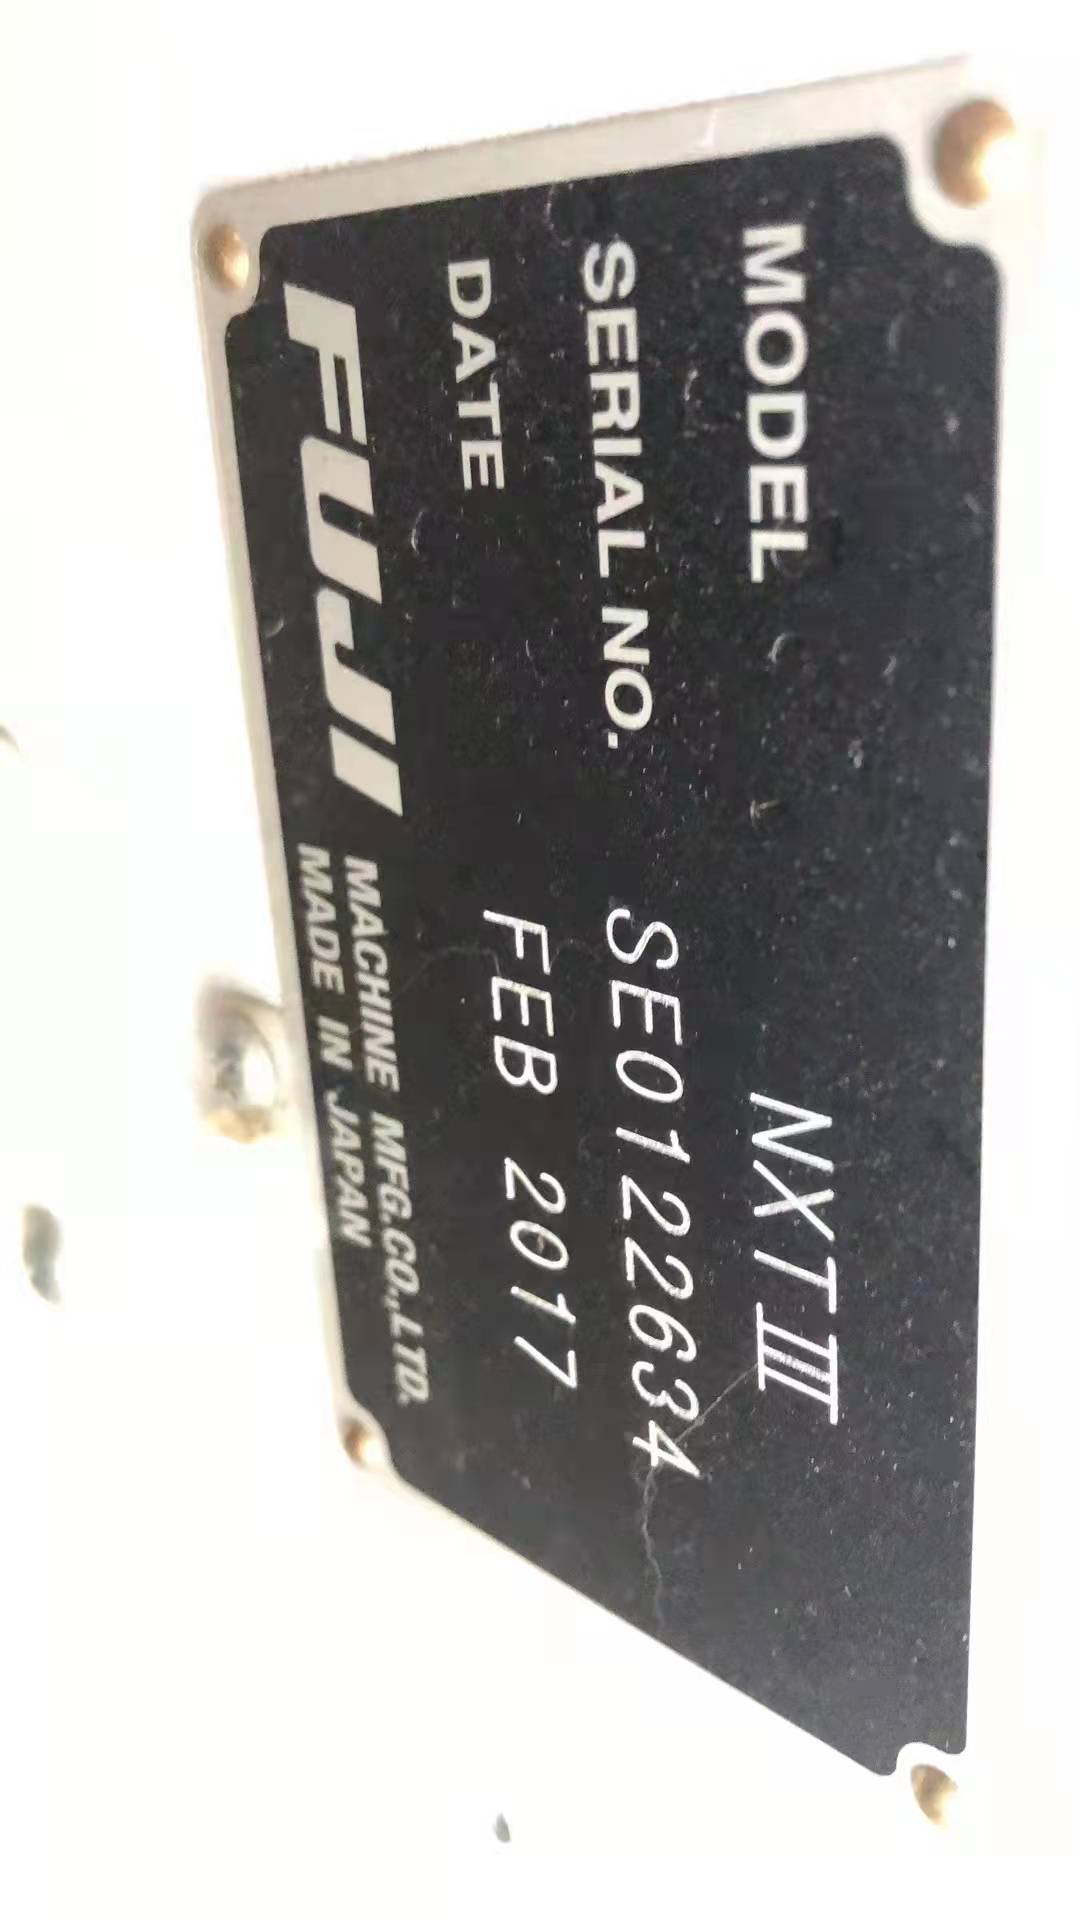 MODEL NXTIII
SERIAL NO. SE0122634
DATE FEB 2017
FUJI MACHINE MFG.CO.,LTD.
MADE IN JAPAN